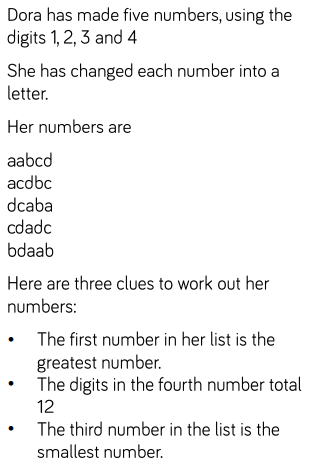 Dora has made five numbers, using the
digits 1, 2, 3 and 4
She has changed each number into a
letter.
Her numbers are
aabcd
acdbc
dcaba
cdadc
bdaab
Here are three clues to work out her
numbers:
• The first number in her list is the
greatest number.
• The digits in the fourth number total
12
• The third number in the list is the
smallest number.